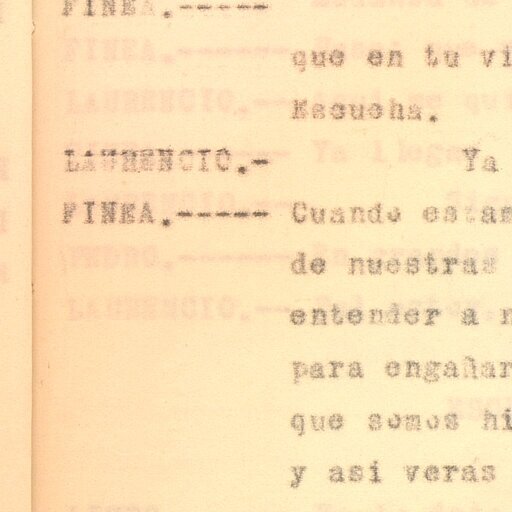 FINEA.-----
que en tu vi
Escucha.
LAURENCIO.- Ya
FINEA.----- Cuando estam
de nuestras
entender a n
para engañar
que somos hi
y asi veras